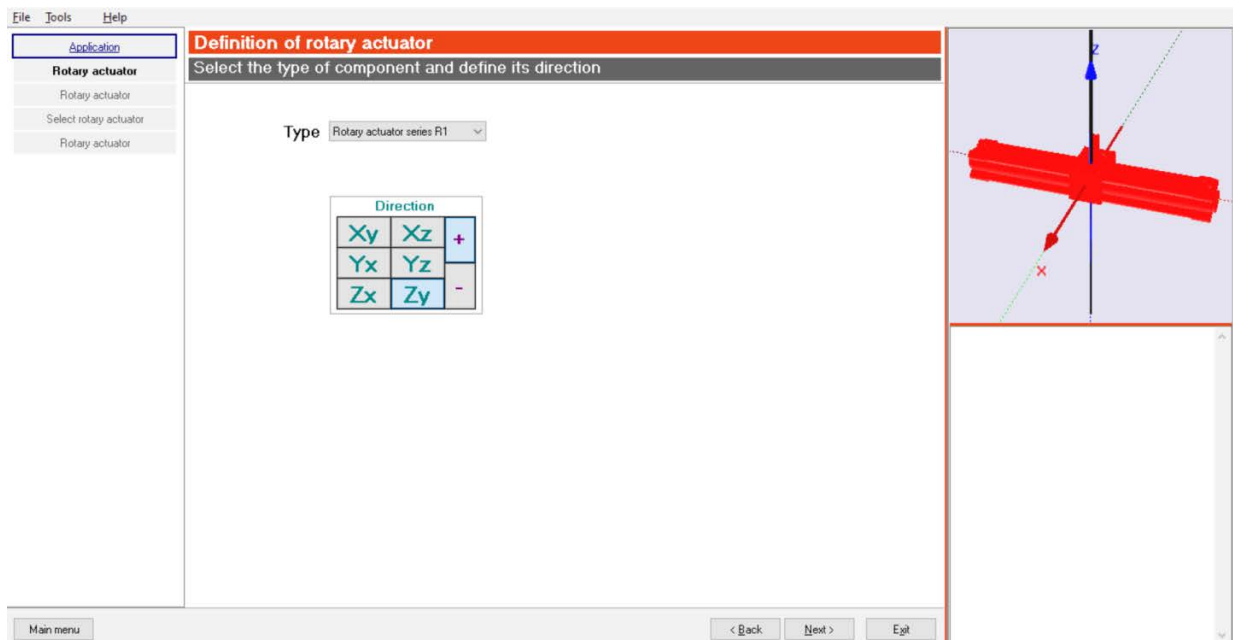 File Tools Help
Application
Rotary actuator
Rotary actuator
Select rotary actuator
Rotary actuator
Definition of rotary actuator
Select the type of component and define its direction
Type Rotary actuator series R1
Direction
Xy Xz +
Yx Yz
Zx Zy -
Z
X
Main menu < Back Next > Exit